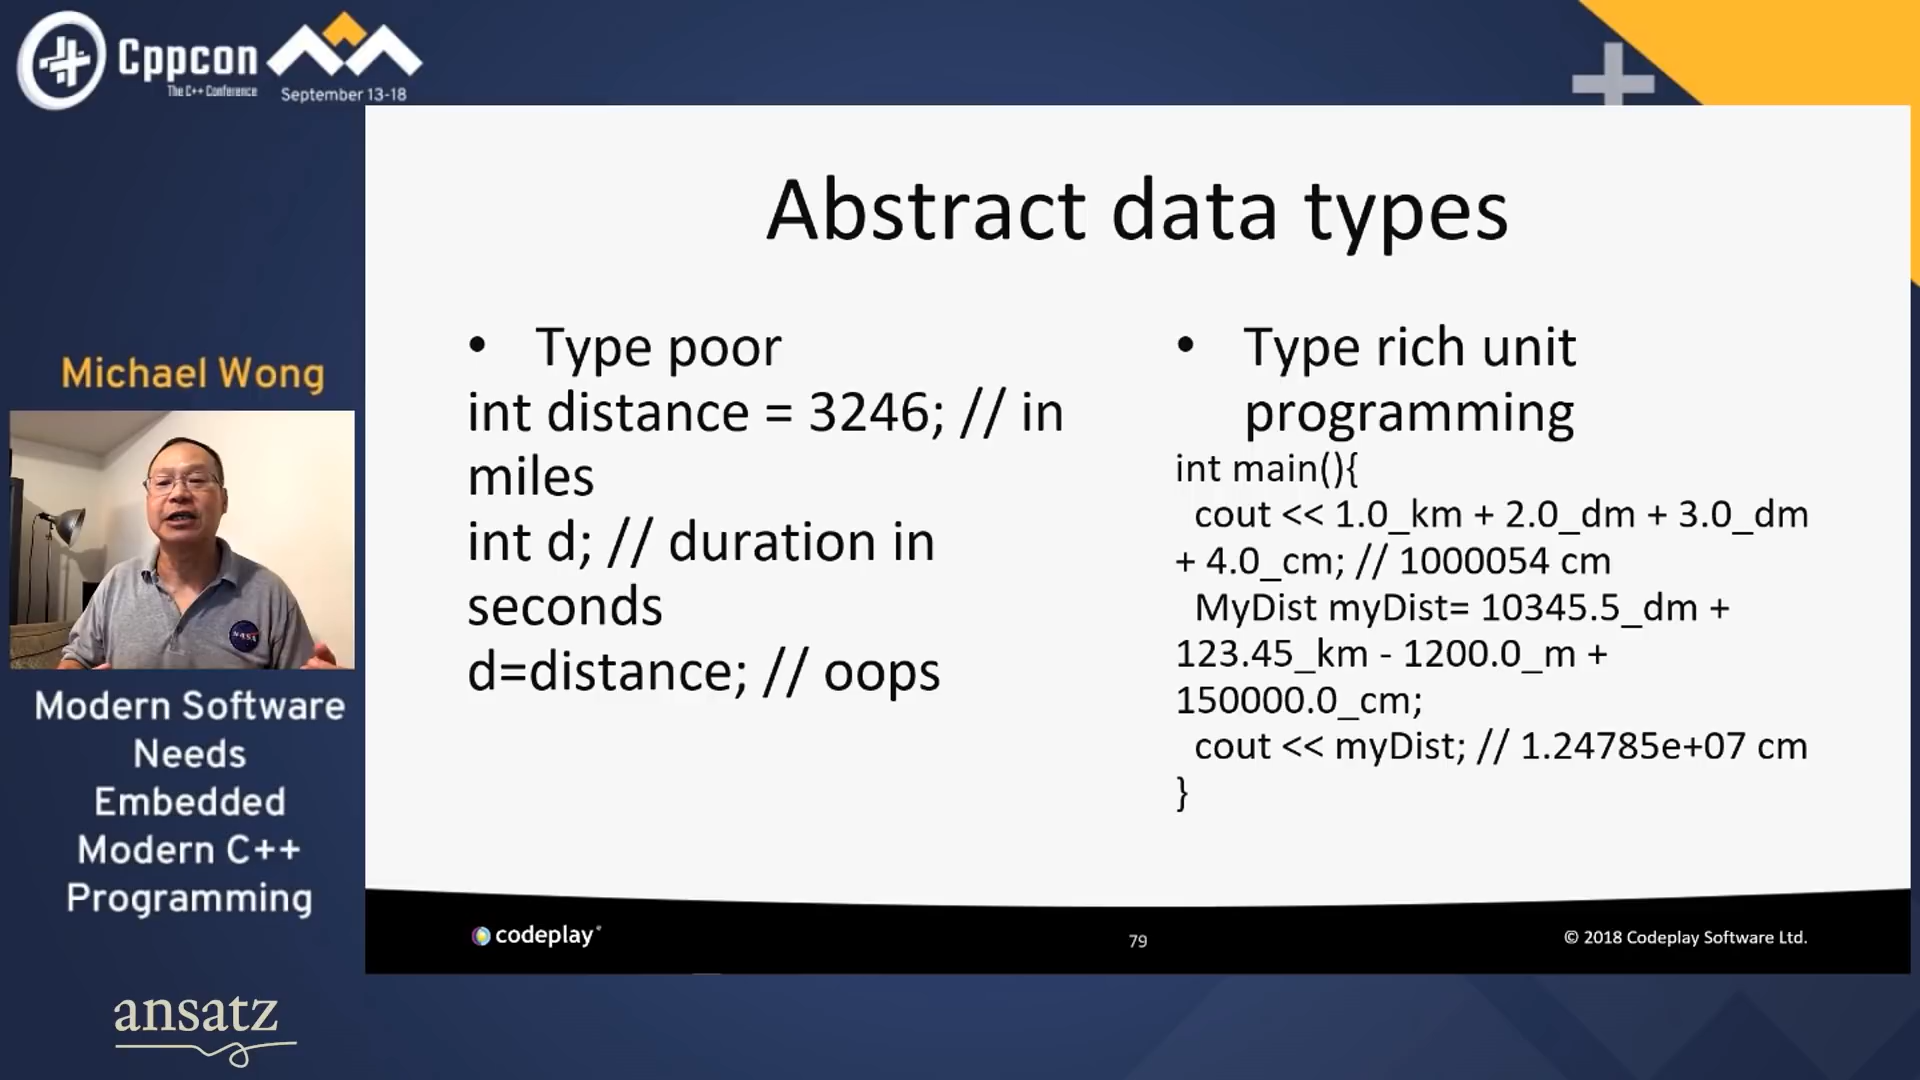 Cppcon
The C++ Conference
September 13-18
Michael Wong
NASA
Modern Software
Needs
Embedded
Modern C++
Programming
ansatz
Abstract data types
• Type poor
int distance = 3246; // in
miles
int d; // duration in
seconds
d=distance; // oops
• Type rich unit
programming
int main(){
cout << 1.0_km + 2.0_dm + 3.0_dm
+ 4.0_cm; // 1000054 cm
MyDist myDist= 10345.5_dm +
123.45_km - 1200.0_m +
150000.0_cm;
cout << myDist; // 1.24785e+07 cm
}
codeplay
79
© 2018 Codeplay Software Ltd.